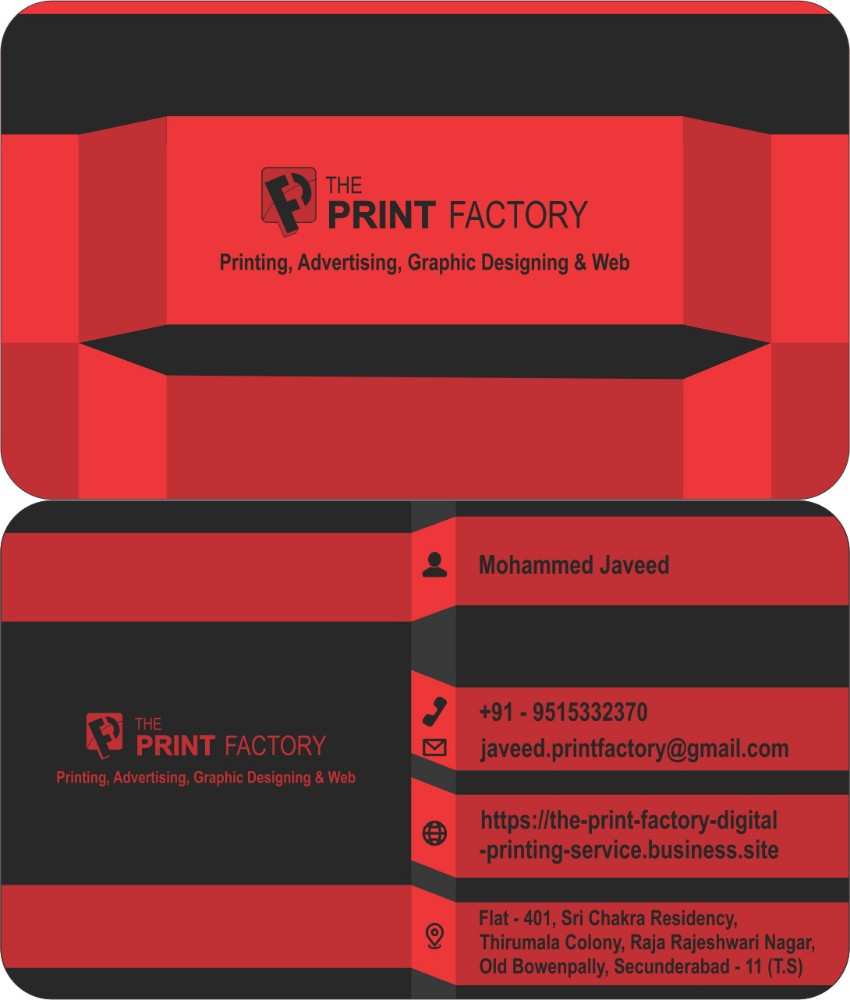 THE
PRINT FACTORY
Printing, Advertising, Graphic Designing & Web
Mohammed Javeed
THE
PRINT FACTORY
Printing, Advertising, Graphic Designing & Web
+91 - 9515332370
javeed.printfactory@gmail.com
https://the-print-factory-digital
-printing-service.business.site
Flat - 401, Sri Chakra Residency,
Thirumala Colony, Raja Rajeshwari Nagar,
Old Bowenpally, Secunderabad - 11 (T.S)